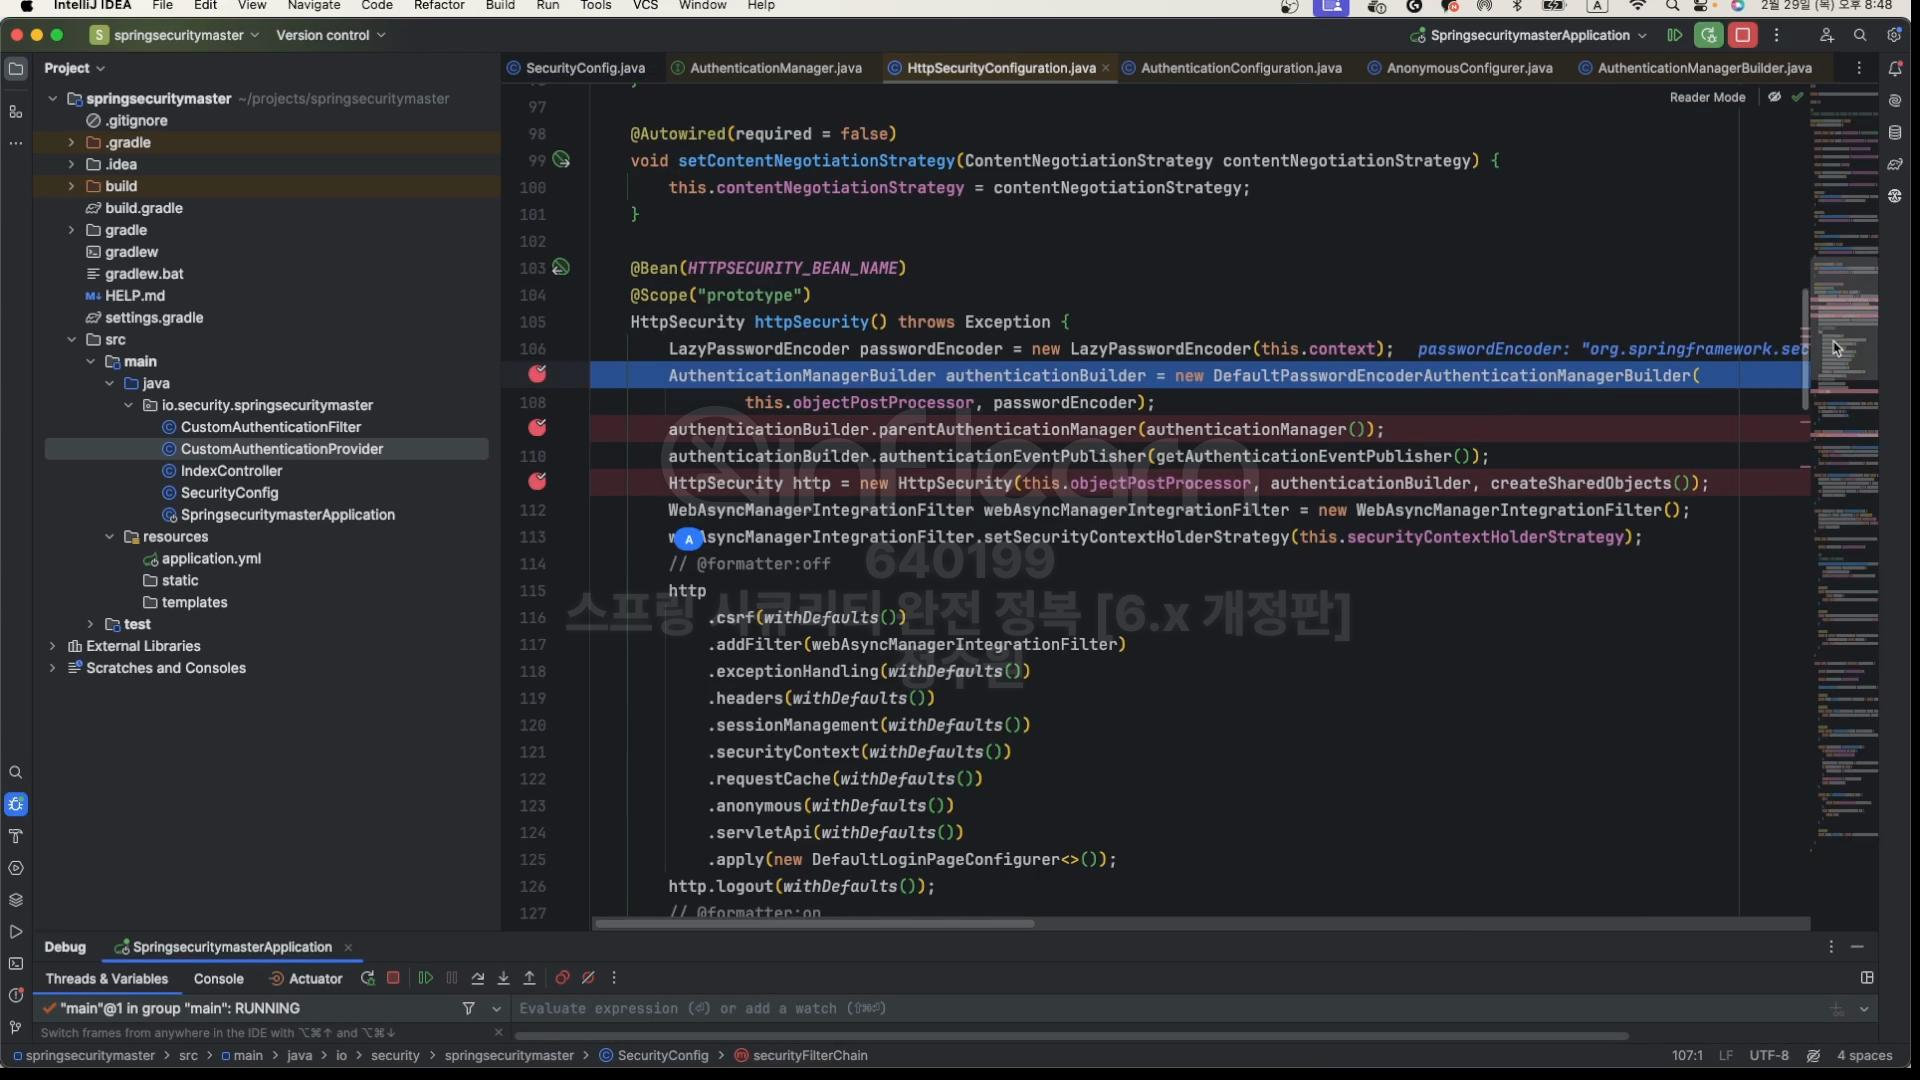 IntelliJ IDEA File Edit View Navigate Code Refactor Build Run Tools VCS Window Help A 2월 29일 (목) 오후 8:48
S springsecuritymaster Version control SpringsecuritymasterApplication
Project
SecurityConfig.java AuthenticationManager.java HttpSecurityConfiguration.java AuthenticationConfiguration.java AnonymousConfigurer.java AuthenticationManagerBuilder.java
Reader Mode
springsecuritymaster ~/projects/springsecuritymaster
.gitignore
.gradle
.idea
build
build.gradle
gradle
gradlew
gradlew.bat
HELP.md
settings.gradle
src
main
java
io.security.springsecuritymaster
CustomAuthenticationFilter
CustomAuthenticationProvider
IndexController
SecurityConfig
SpringsecuritymasterApplication
resources
application.yml
static
templates
test
External Libraries
Scratches and Consoles
97
98 @Autowired(required = false)
99 void setContentNegotiationStrategy(ContentNegotiationStrategy contentNegotiationStrategy) {
100 this.contentNegotiationStrategy = contentNegotiationStrategy;
101 }
102
103 @Bean(HTTPSECURITY_BEAN_NAME)
104 @Scope("prototype")
105 HttpSecurity httpSecurity() throws Exception {
106 LazyPasswordEncoder passwordEncoder = new LazyPasswordEncoder(this.context); passwordEncoder: "org.springframework.sec
AuthenticationManagerBuilder authenticationBuilder = new DefaultPasswordEncoderAuthenticationManagerBuilder(
108 this.objectPostProcessor, passwordEncoder);
authenticationBuilder.parentAuthenticationManager(authenticationManager());
110 authenticationBuilder.authenticationEventPublisher(getAuthenticationEventPublisher());
HttpSecurity http = new HttpSecurity(this.objectPostProcessor, authenticationBuilder, createSharedObjects());
112 WebAsyncManagerIntegrationFilter webAsyncManagerIntegrationFilter = new WebAsyncManagerIntegrationFilter();
113 w A AsyncManagerIntegrationFilter.setSecurityContextHolderStrategy(this.securityContextHolderStrategy);
114 // @formatter:off
115 http
116 .csrf(withDefaults())
117 .addFilter(webAsyncManagerIntegrationFilter)
118 .exceptionHandling(withDefaults())
119 .headers(withDefaults())
120 .sessionManagement(withDefaults())
121 .securityContext(withDefaults())
122 .requestCache(withDefaults())
123 .anonymous(withDefaults())
124 .servletApi(withDefaults())
125 .apply(new DefaultLoginPageConfigurer<>());
126 http.logout(withDefaults());
127 // @formatter:on
inflearn
640199
스프링 시큐리티 완전 정복 [6.x 개정판]
정수원
Debug SpringsecuritymasterApplication
Threads & Variables Console Actuator
"main"@1 in group "main": RUNNING Evaluate expression (⏎) or add a watch (⇧⌘⏎)
Switch frames from anywhere in the IDE with ⌥⌘↑ and ⌥⌘↓
springsecuritymaster > src > main > java > io > security > springsecuritymaster > SecurityConfig > securityFilterChain 107:1 LF UTF-8 4 spaces